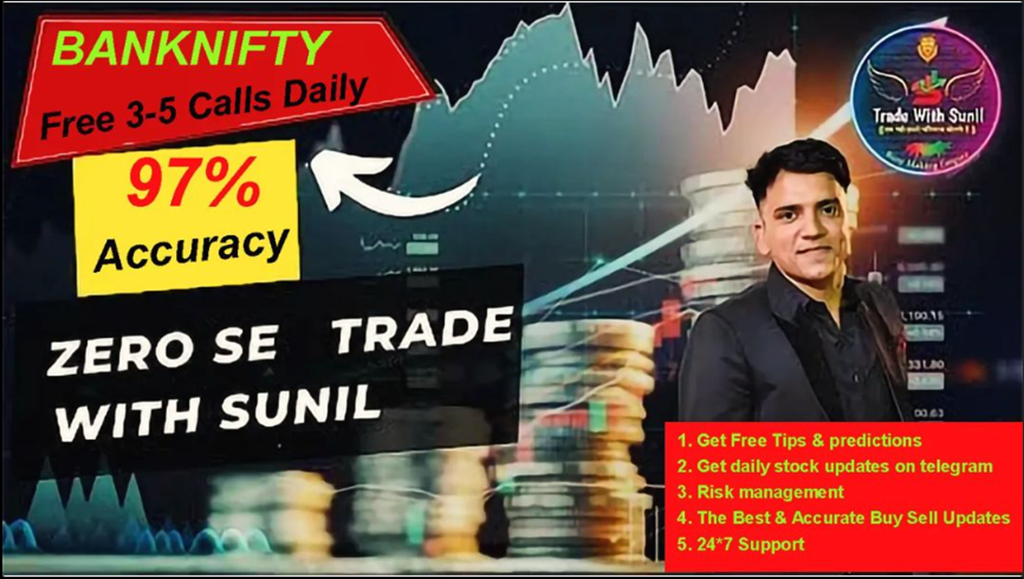 BANKNIFTY
Free 3-5 Calls Daily
97%
Accuracy
ZERO SE TRADE
WITH SUNIL
Trade With Sunil
1. Get Free Tips & predictions
2. Get daily stock updates on telegram
3. Risk management
4. The Best & Accurate Buy Sell Updates
5. 24*7 Support